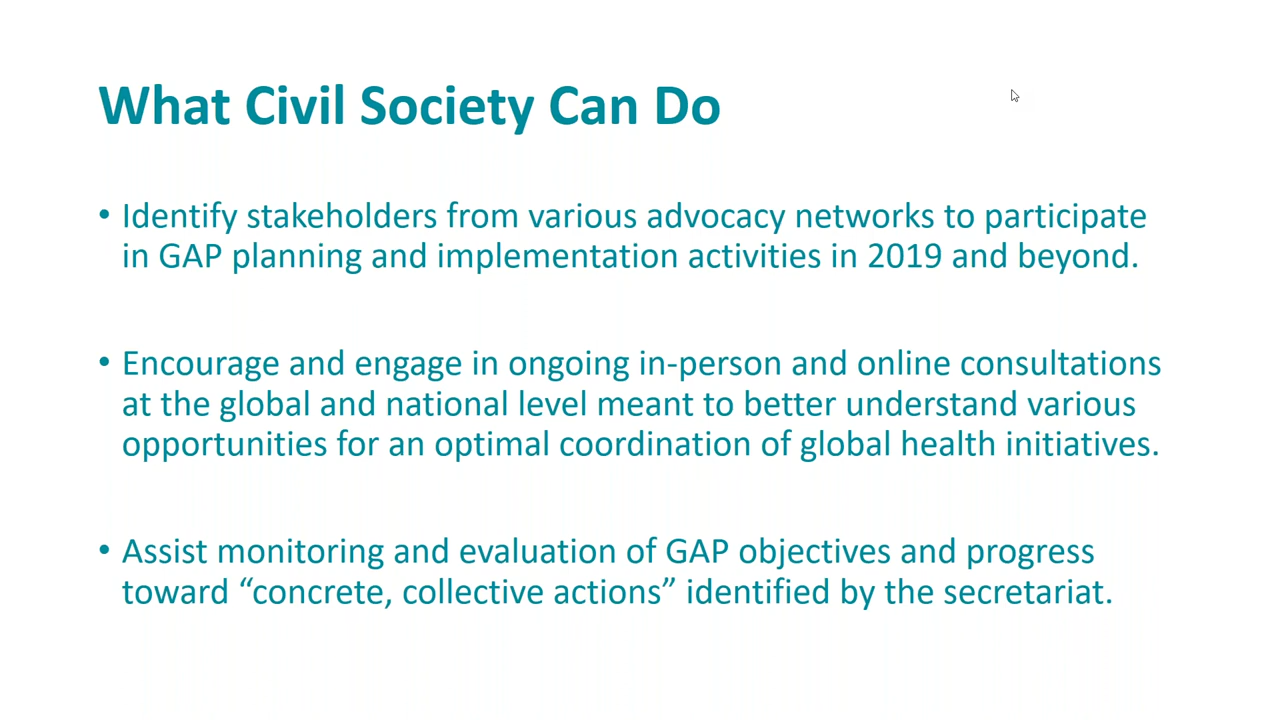 What Civil Society Can Do
• Identify stakeholders from various advocacy networks to participate
in GAP planning and implementation activities in 2019 and beyond.
• Encourage and engage in ongoing in-person and online consultations
at the global and national level meant to better understand various
opportunities for an optimal coordination of global health initiatives.
• Assist monitoring and evaluation of GAP objectives and progress
toward “concrete, collective actions” identified by the secretariat.